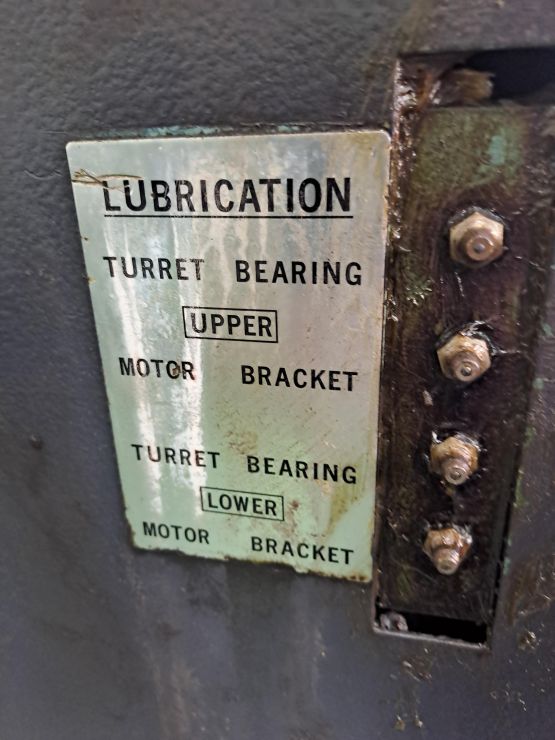 LUBRICATION
TURRET BEARING
UPPER
MOTOR BRACKET
TURRET BEARING
LOWER
MOTOR BRACKET